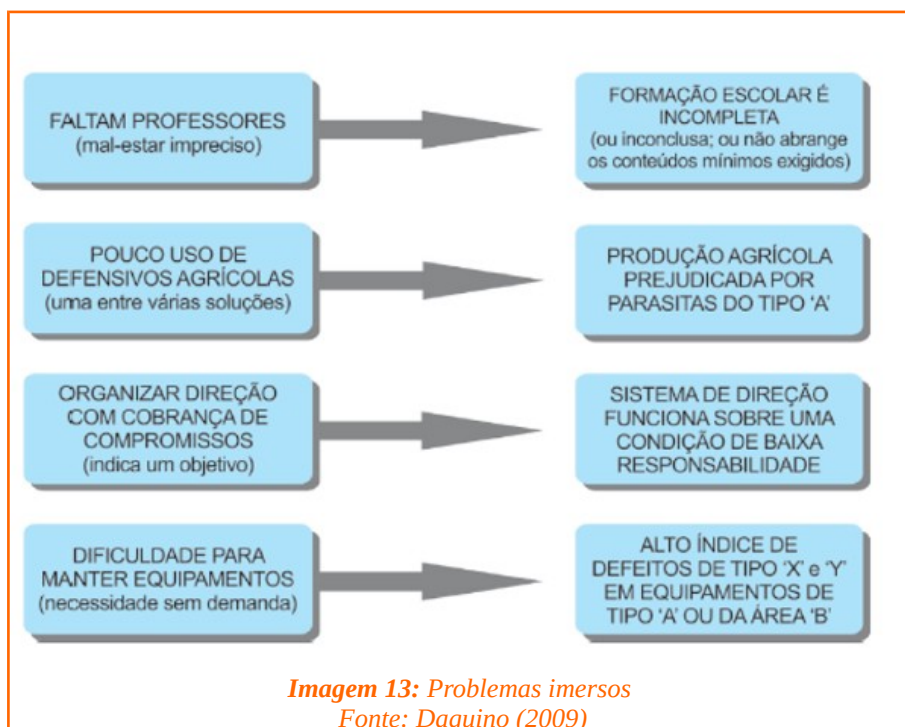 FALTAM PROFESSORES
(mal-estar impreciso)
FORMAÇÃO ESCOLAR É
INCOMPLETA
(ou inconclusa; ou não abrange
os conteúdos mínimos exigidos)
POUCO USO DE
DEFENSIVOS AGRÍCOLAS
(uma entre várias soluções)
PRODUÇÃO AGRÍCOLA
PREJUDICADA POR
PARASITAS DO TIPO ‘A’
ORGANIZAR DIREÇÃO
COM COBRANÇA DE
COMPROMISSOS
(indica um objetivo)
SISTEMA DE DIREÇÃO
FUNCIONA SOBRE UMA
CONDIÇÃO DE BAIXA
RESPONSABILIDADE
DIFICULDADE PARA
MANTER EQUIPAMENTOS
(necessidade sem demanda)
ALTO ÍNDICE DE
DEFEITOS DE TIPO ‘X’ e ‘Y’
EM EQUIPAMENTOS DE
TIPO ‘A’ OU DA ÁREA ‘B’
Imagem 13: Problemas imersos
Fonte: Daquino (2009)